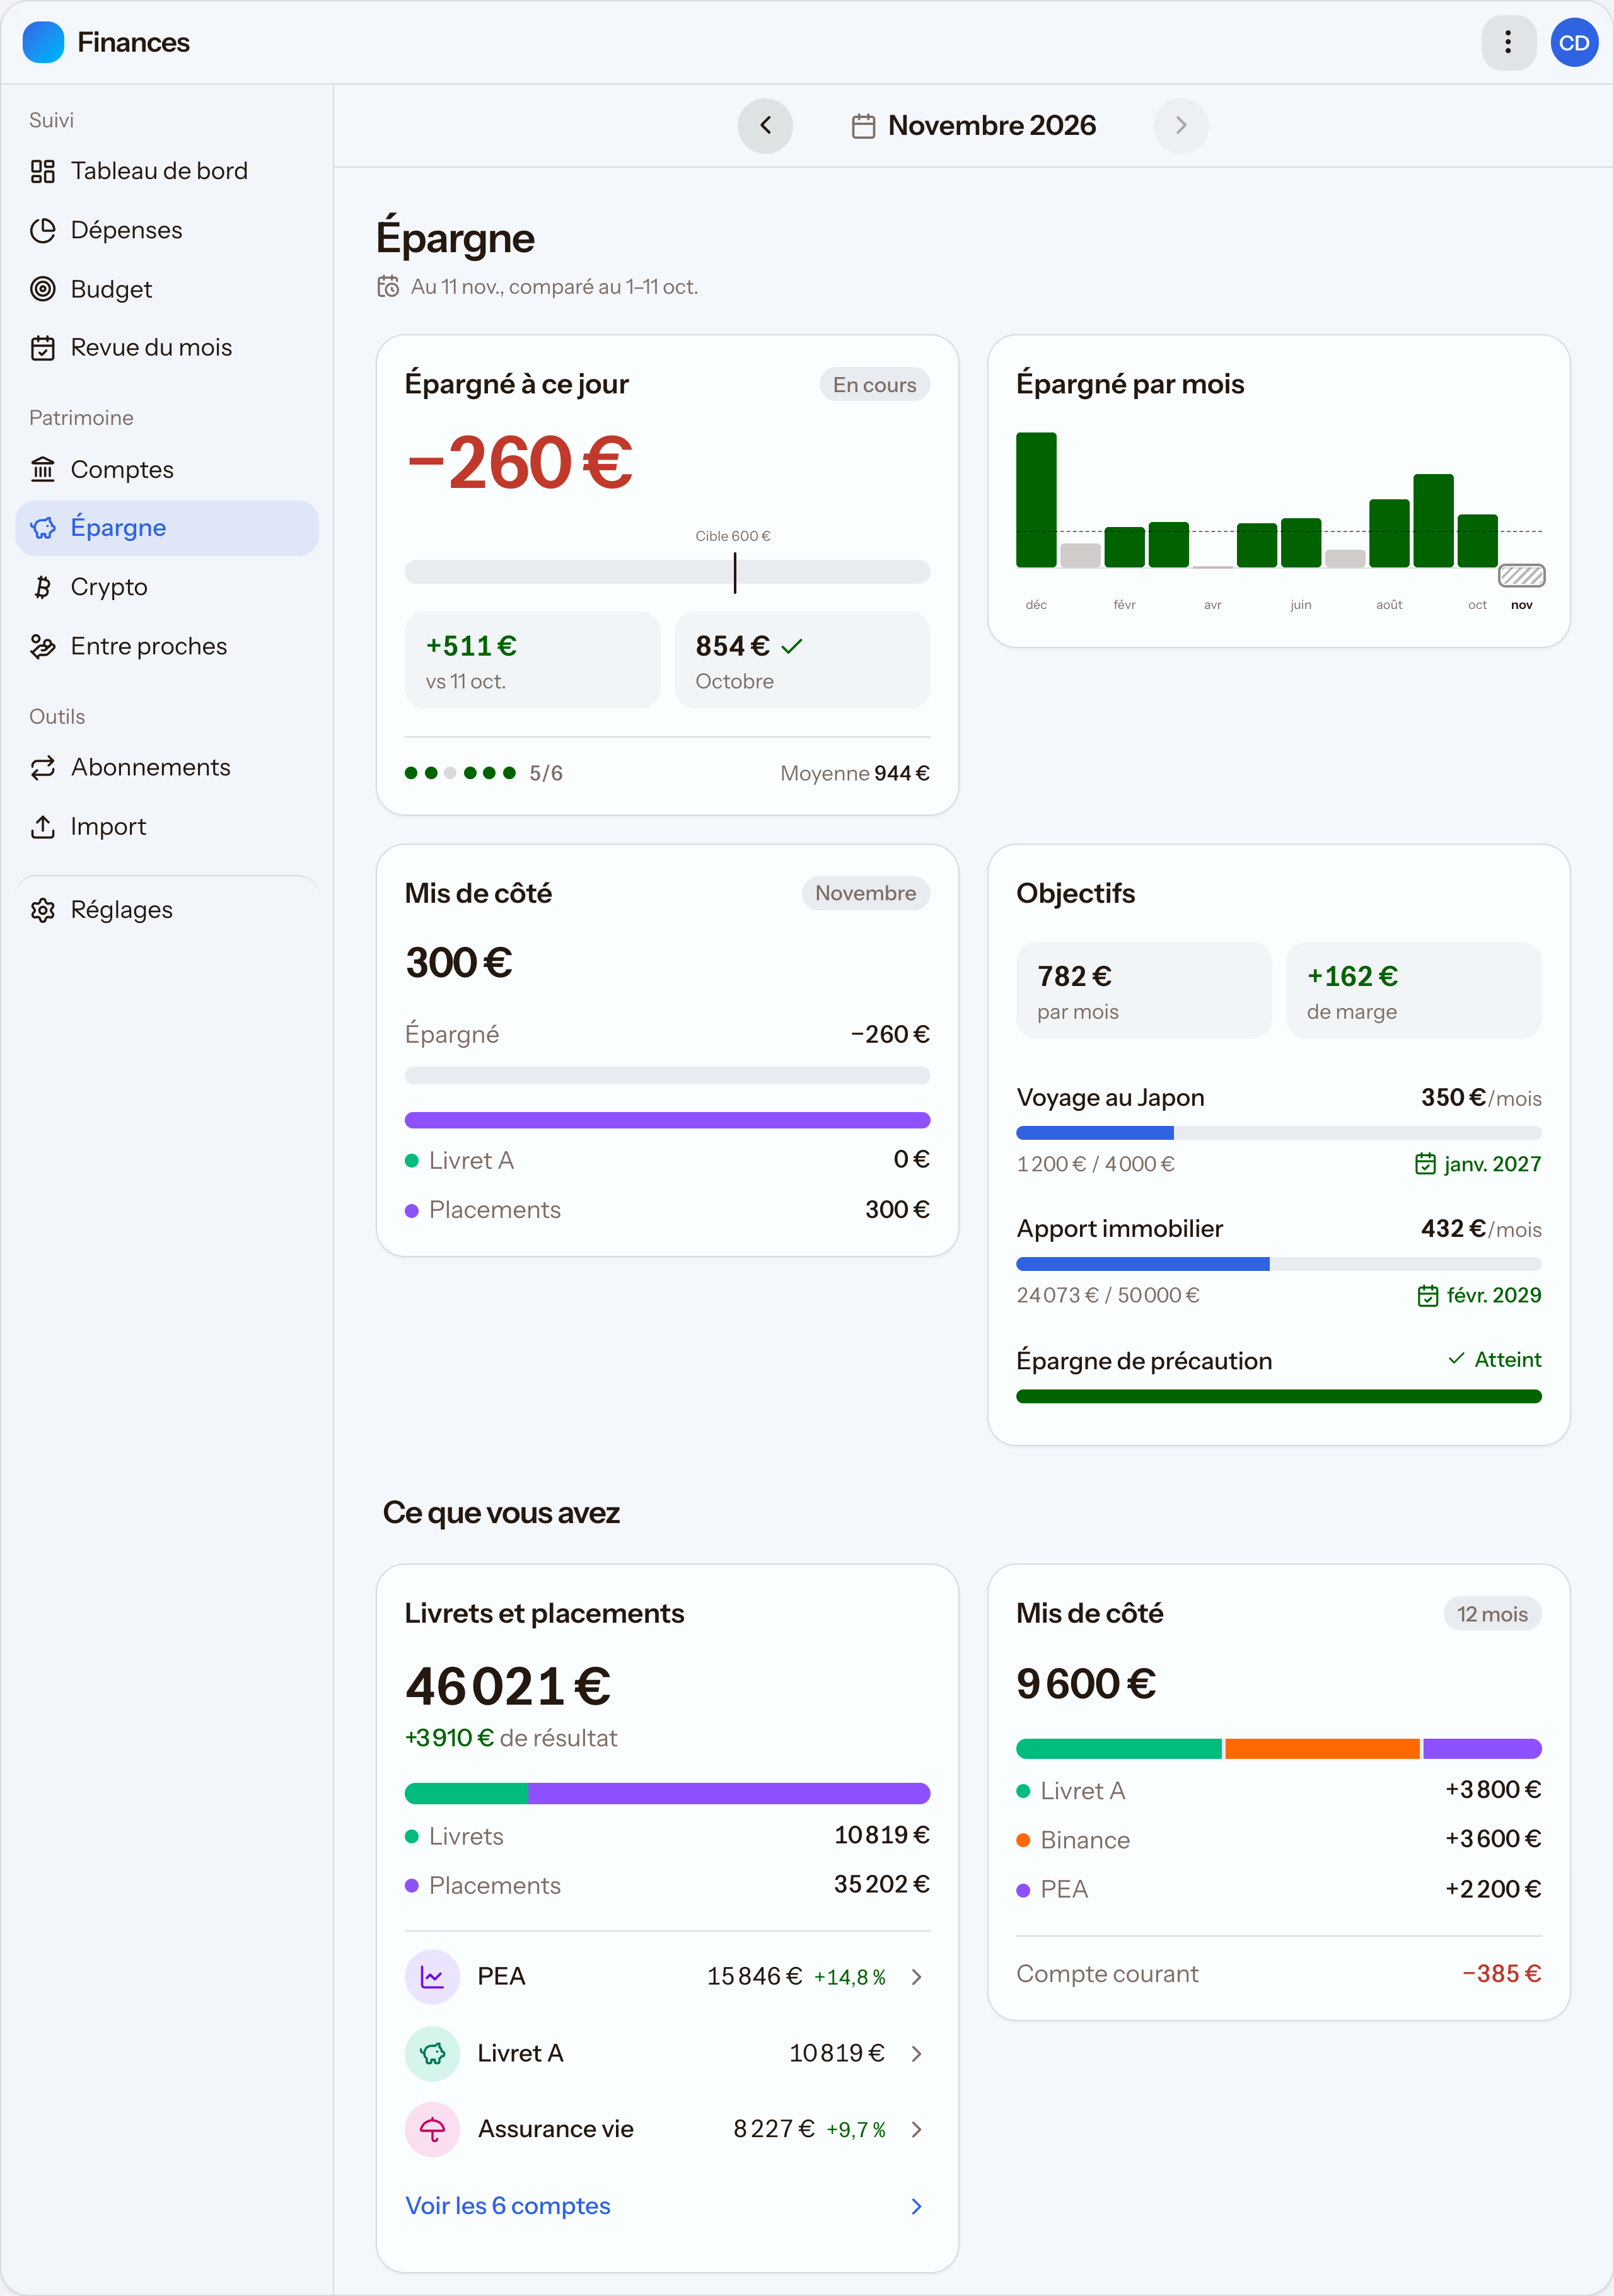 Finances
CD
Suivi
Tableau de bord
Dépenses
Budget
Revue du mois
Patrimoine
Comptes
Épargne
Crypto
Entre proches
Outils
Abonnements
Import
Réglages
Novembre 2026
Épargne
Au 11 nov., comparé au 1–11 oct.
Épargné à ce jour
En cours
−260 €
Cible 600 €
+511 €
vs 11 oct.
854 €
Octobre
5/6
Moyenne 944 €
Épargné par mois
déc févr avr juin août oct nov
Mis de côté
Novembre
300 €
Épargné −260 €
Livret A 0 €
Placements 300 €
Objectifs
782 €
par mois
+162 €
de marge
Voyage au Japon 350 €/mois
1 200 € / 4 000 € janv. 2027
Apport immobilier 432 €/mois
24 073 € / 50 000 € févr. 2029
Épargne de précaution Atteint
Ce que vous avez
Livrets et placements
46 021 €
+3 910 € de résultat
Livrets 10 819 €
Placements 35 202 €
PEA 15 846 € +14,8 %
Livret A 10 819 €
Assurance vie 8 227 € +9,7 %
Voir les 6 comptes
Mis de côté
12 mois
9 600 €
Livret A +3 800 €
Binance +3 600 €
PEA +2 200 €
Compte courant −385 €